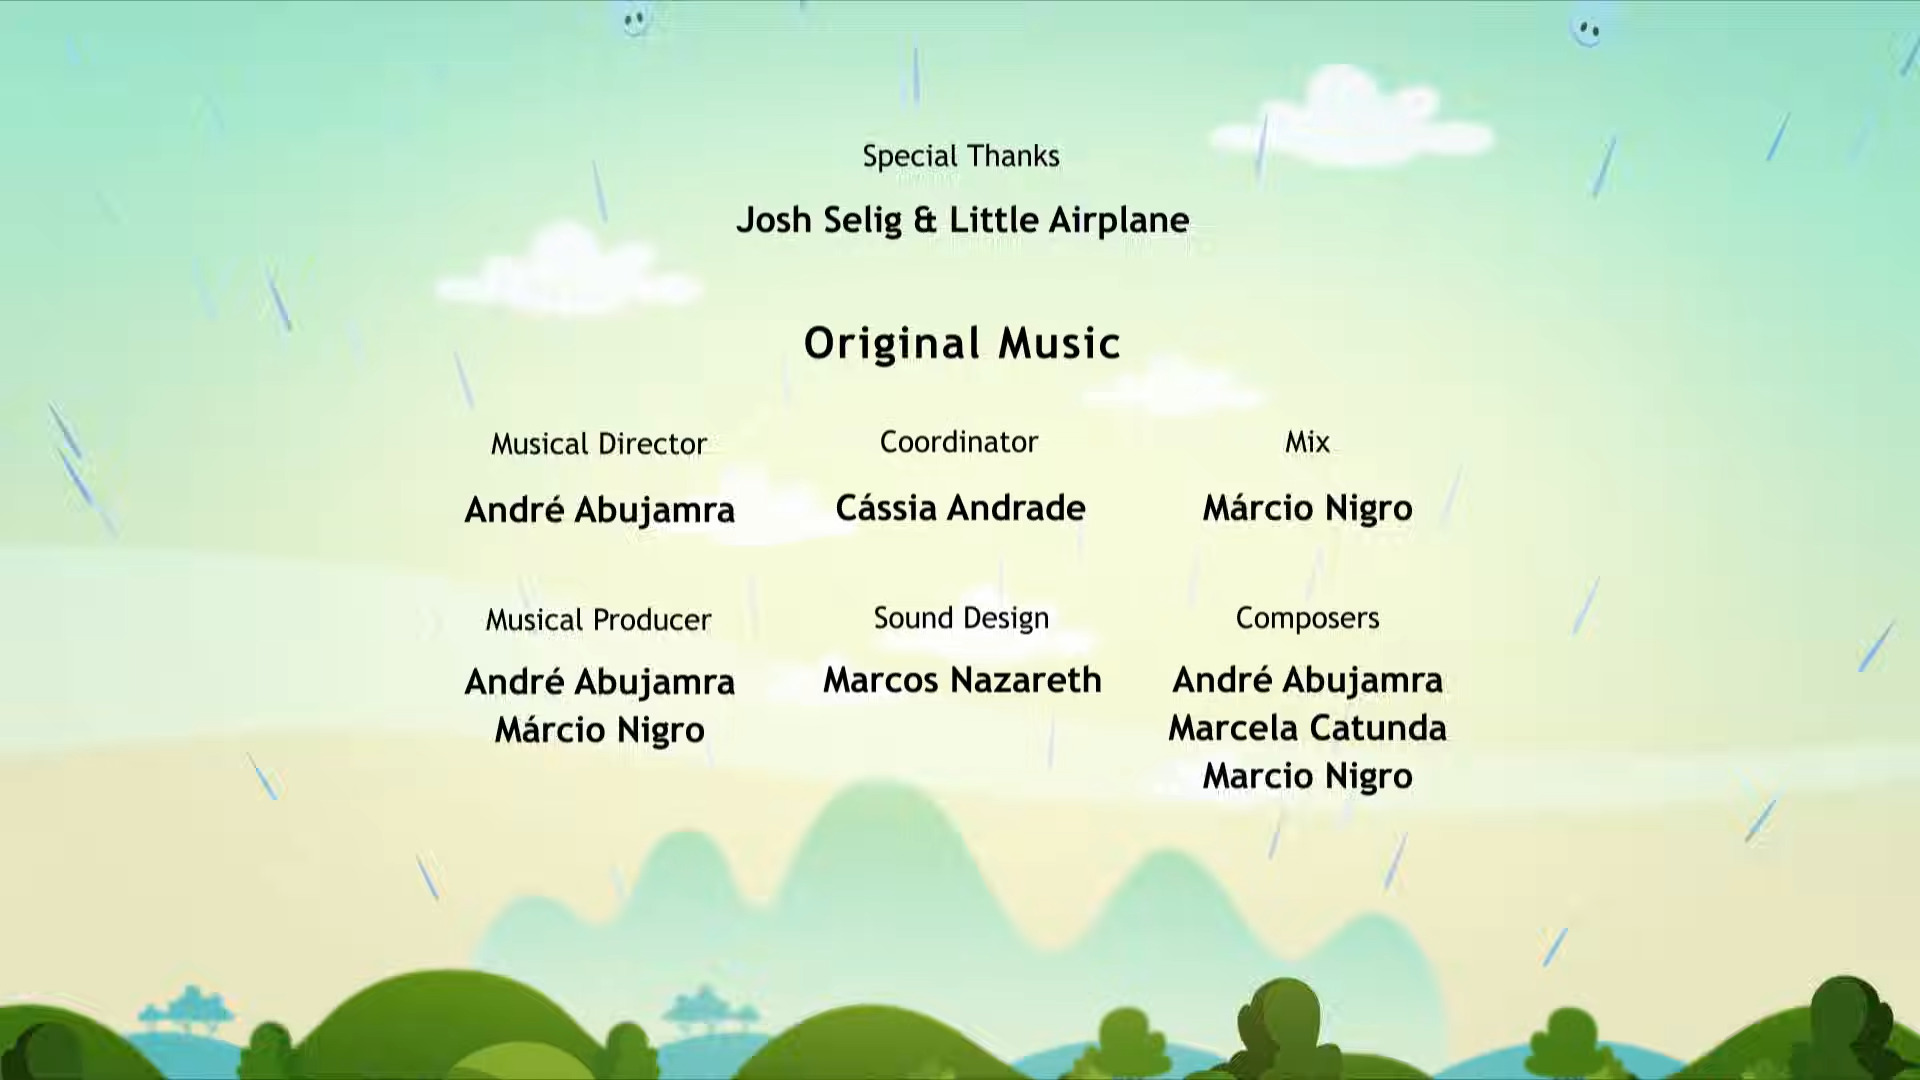 Special Thanks
Josh Selig & Little Airplane
Original Music
Musical Director
André Abujamra
Coordinator
Cássia Andrade
Mix
Márcio Nigro
Musical Producer
André Abujamra
Márcio Nigro
Sound Design
Marcos Nazareth
Composers
André Abujamra
Marcela Catunda
Marcio Nigro